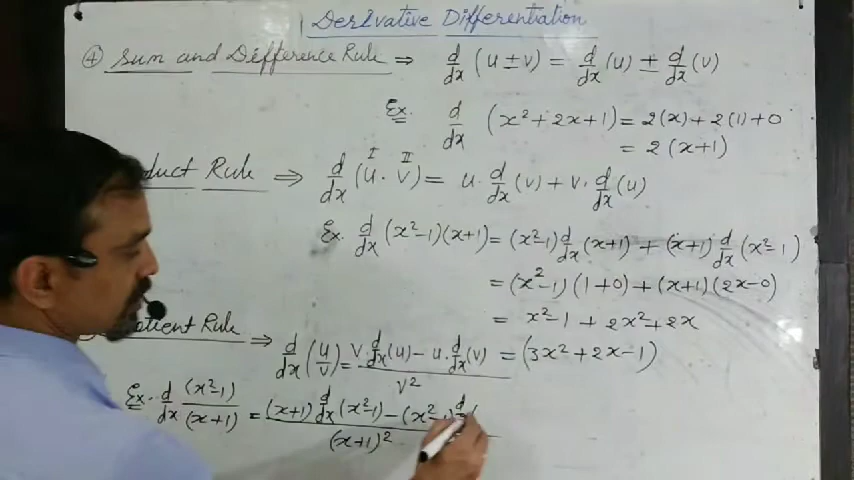 Derivative Differentiation
④ Sum and Difference Rule ⇒ d/dx (u ± v) = d/dx (u) ± d/dx (v)
Ex. d/dx (x² + 2x + 1) = 2(x) + 2(1) + 0
= 2(x+1)
duct Rule ⇒ d/dx (u · v) = u · d/dx (v) + v · d/dx (u)
I II
Ex. d/dx (x²-1)(x+1) = (x²-1) d/dx (x+1) + (x+1) d/dx (x²-1)
= (x²-1)(1+0) + (x+1)(2x-0)
= x²-1 + 2x²+2x
= (3x²+2x-1)
tient Rule ⇒ d/dx (u/v) = (v · d/dx (u) - u · d/dx (v)) / v²
Ex. d/dx (x²-1)/(x+1) = ((x+1) d/dx (x²-1) - (x²-1) d/dx ( / (x+1)²